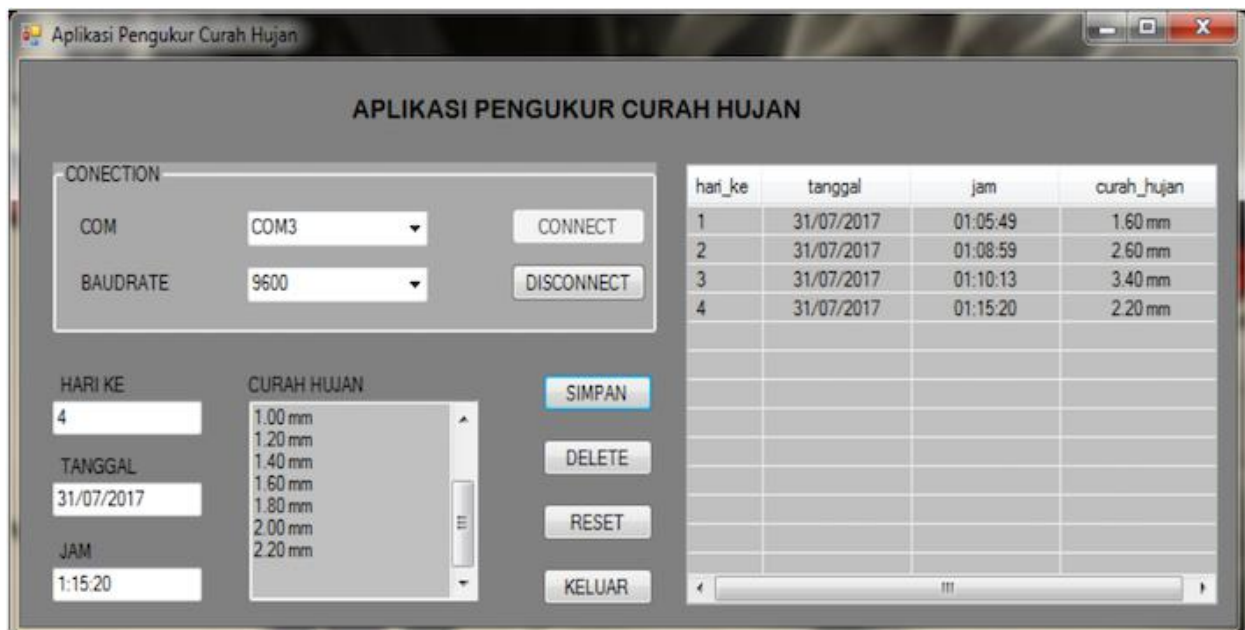 Aplikasi Pengukur Curah Hujan
APLIKASI PENGUKUR CURAH HUJAN
CONECTION
COM COM3 CONNECT
BAUDRATE 9600 DISCONNECT
HARI KE
4
TANGGAL
31/07/2017
JAM
1:15:20
CURAH HUJAN
1.00 mm
1.20 mm
1.40 mm
1.60 mm
1.80 mm
2.00 mm
2.20 mm
SIMPAN
DELETE
RESET
KELUAR
hari_ke tanggal jam curah_hujan
1 31/07/2017 01:05:49 1.60 mm
2 31/07/2017 01:08:59 2.60 mm
3 31/07/2017 01:10:13 3.40 mm
4 31/07/2017 01:15:20 2.20 mm